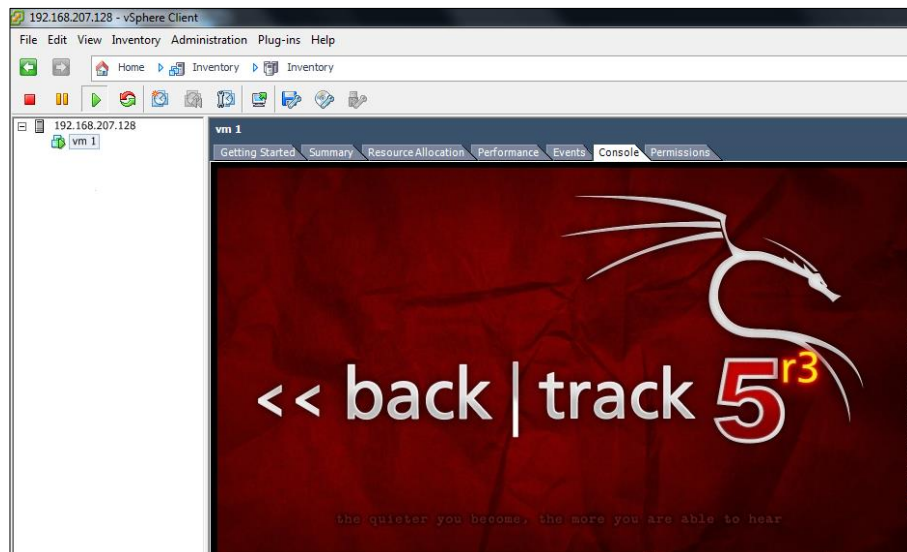 192.168.207.128 - vSphere Client
File Edit View Inventory Administration Plug-ins Help
Home Inventory Inventory
192.168.207.128
vm 1
vm 1
Getting Started Summary Resource Allocation Performance Events Console Permissions
<< back | track 5 r3
the quieter you become, the more you are able to hear